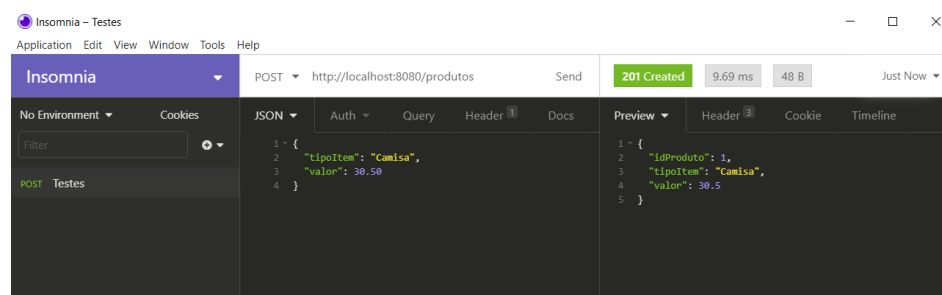 Insomnia – Testes
Application Edit View Window Tools Help
Insomnia
POST http://localhost:8080/produtos Send
201 Created 9.69 ms 48 B Just Now
No Environment Cookies
JSON Auth Query Header 1 Docs
Preview Header 3 Cookie Timeline
Filter
POST Testes
1 {
2 "tipoItem": "Camisa",
3 "valor": 30.50
4 }
1 {
2 "idProduto": 1,
3 "tipoItem": "Camisa",
4 "valor": 30.5
5 }